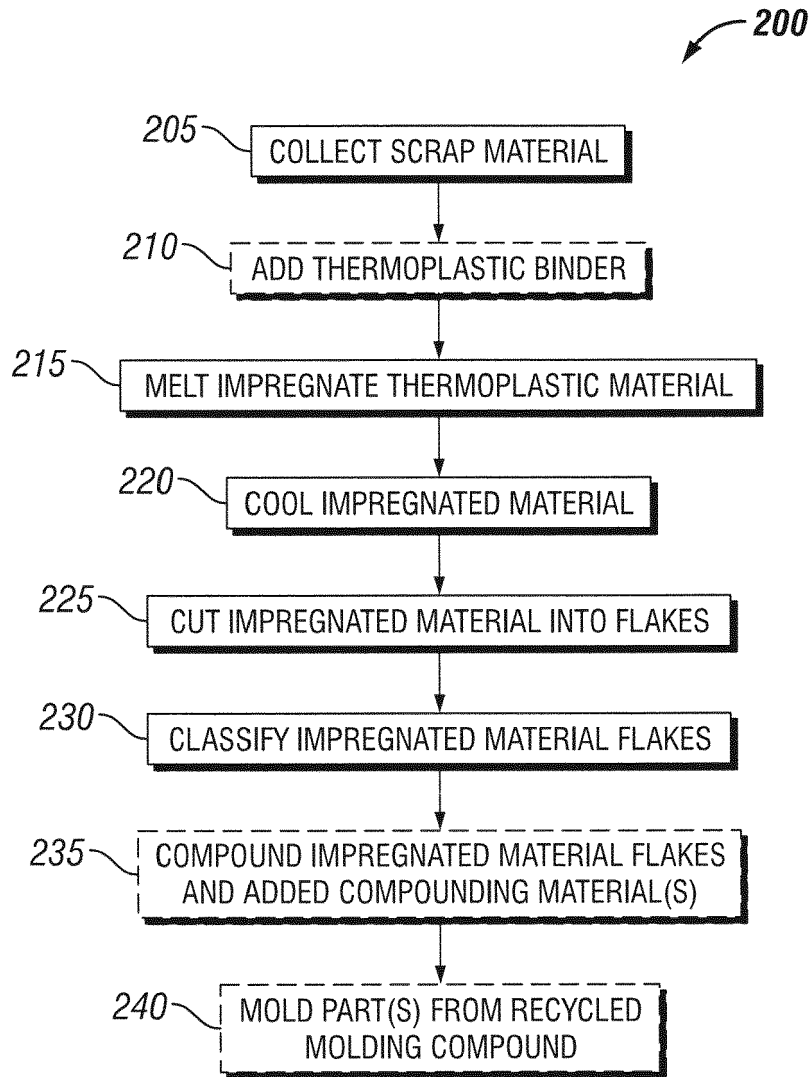 200
205
COLLECT SCRAP MATERIAL
210
ADD THERMOPLASTIC BINDER
215
MELT IMPREGNATE THERMOPLASTIC MATERIAL
220
COOL IMPREGNATED MATERIAL
225
CUT IMPREGNATED MATERIAL INTO FLAKES
230
CLASSIFY IMPREGNATED MATERIAL FLAKES
235
COMPOUND IMPREGNATED MATERIAL FLAKES
AND ADDED COMPOUNDING MATERIAL(S)
240
MOLD PART(S) FROM RECYCLED
MOLDING COMPOUND